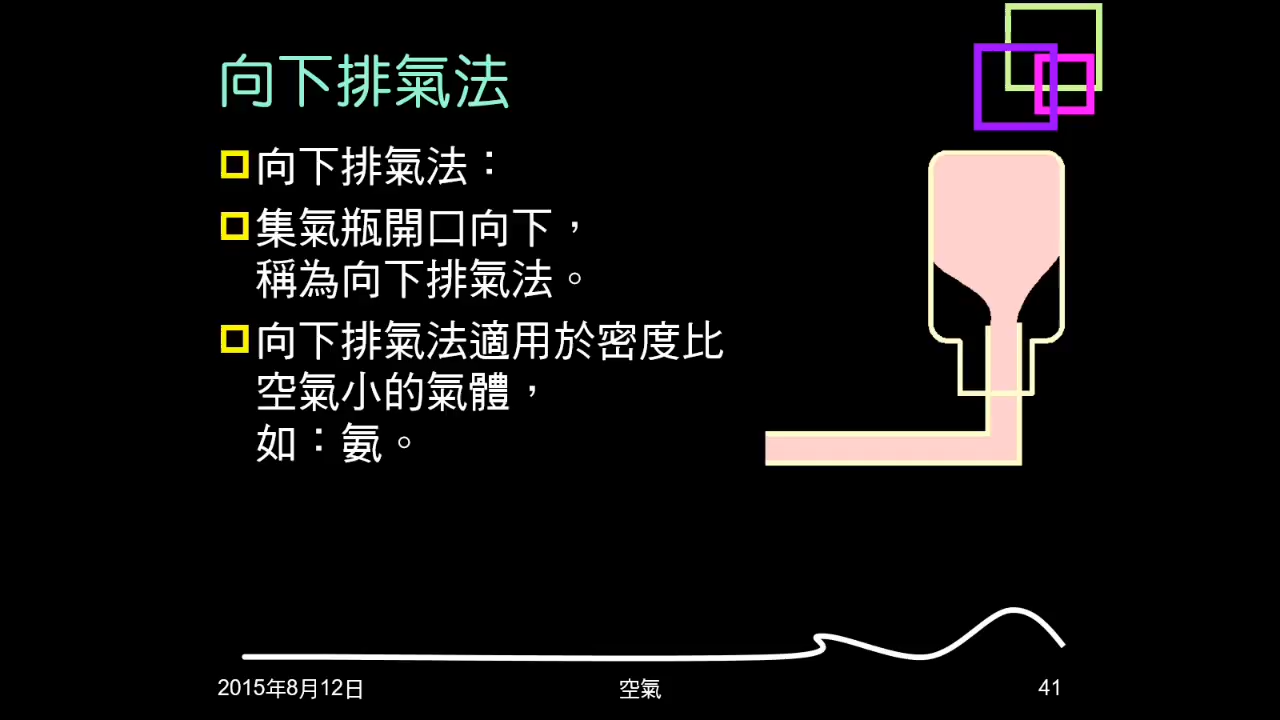 向下排氣法
向下排氣法：
集氣瓶開口向下，
稱為向下排氣法。
向下排氣法適用於密度比
空氣小的氣體，
如：氨。
2015年8月12日
空氣
41